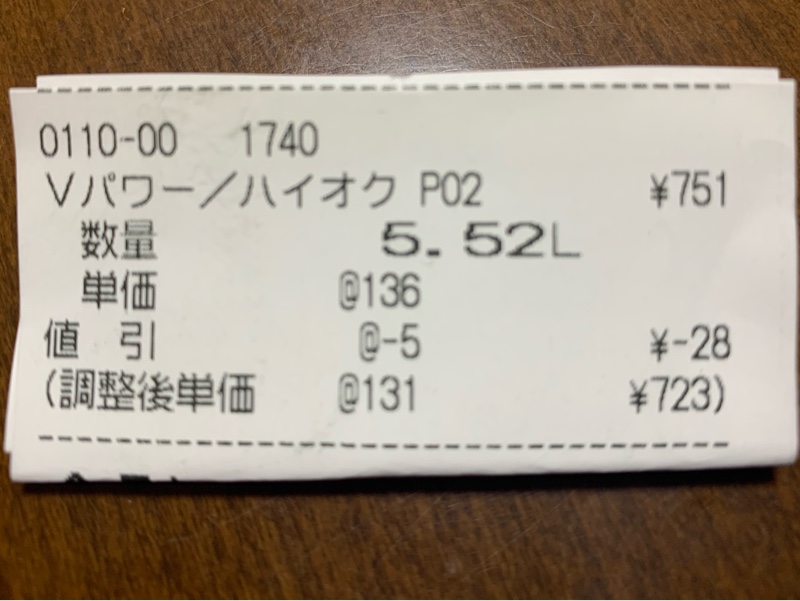 0110-00 1740
Vパワー/ハイオク P02 ¥751
数量 5.52L
単価 @136
値 引 @-5 ¥-28
(調整後単価 @131 ¥723)